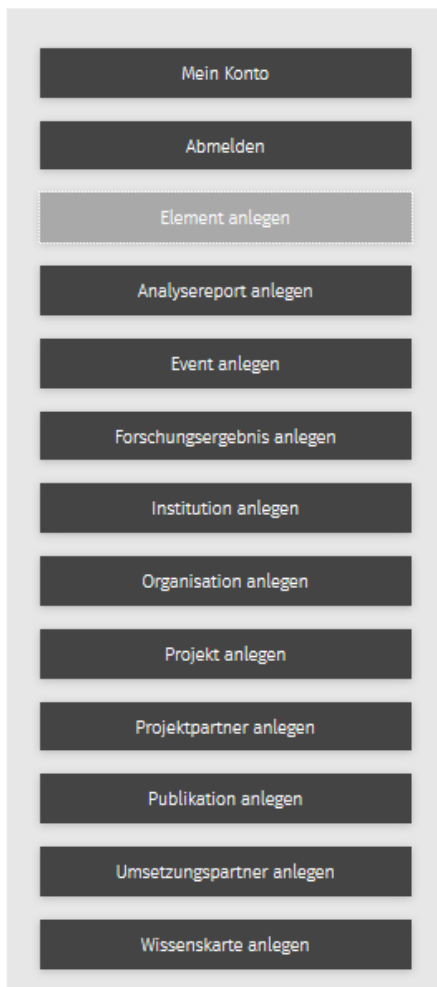 Mein Konto
Abmelden
Element anlegen
Analysereport anlegen
Event anlegen
Forschungsergebnis anlegen
Institution anlegen
Organisation anlegen
Projekt anlegen
Projektpartner anlegen
Publikation anlegen
Umsetzungspartner anlegen
Wissenskarte anlegen